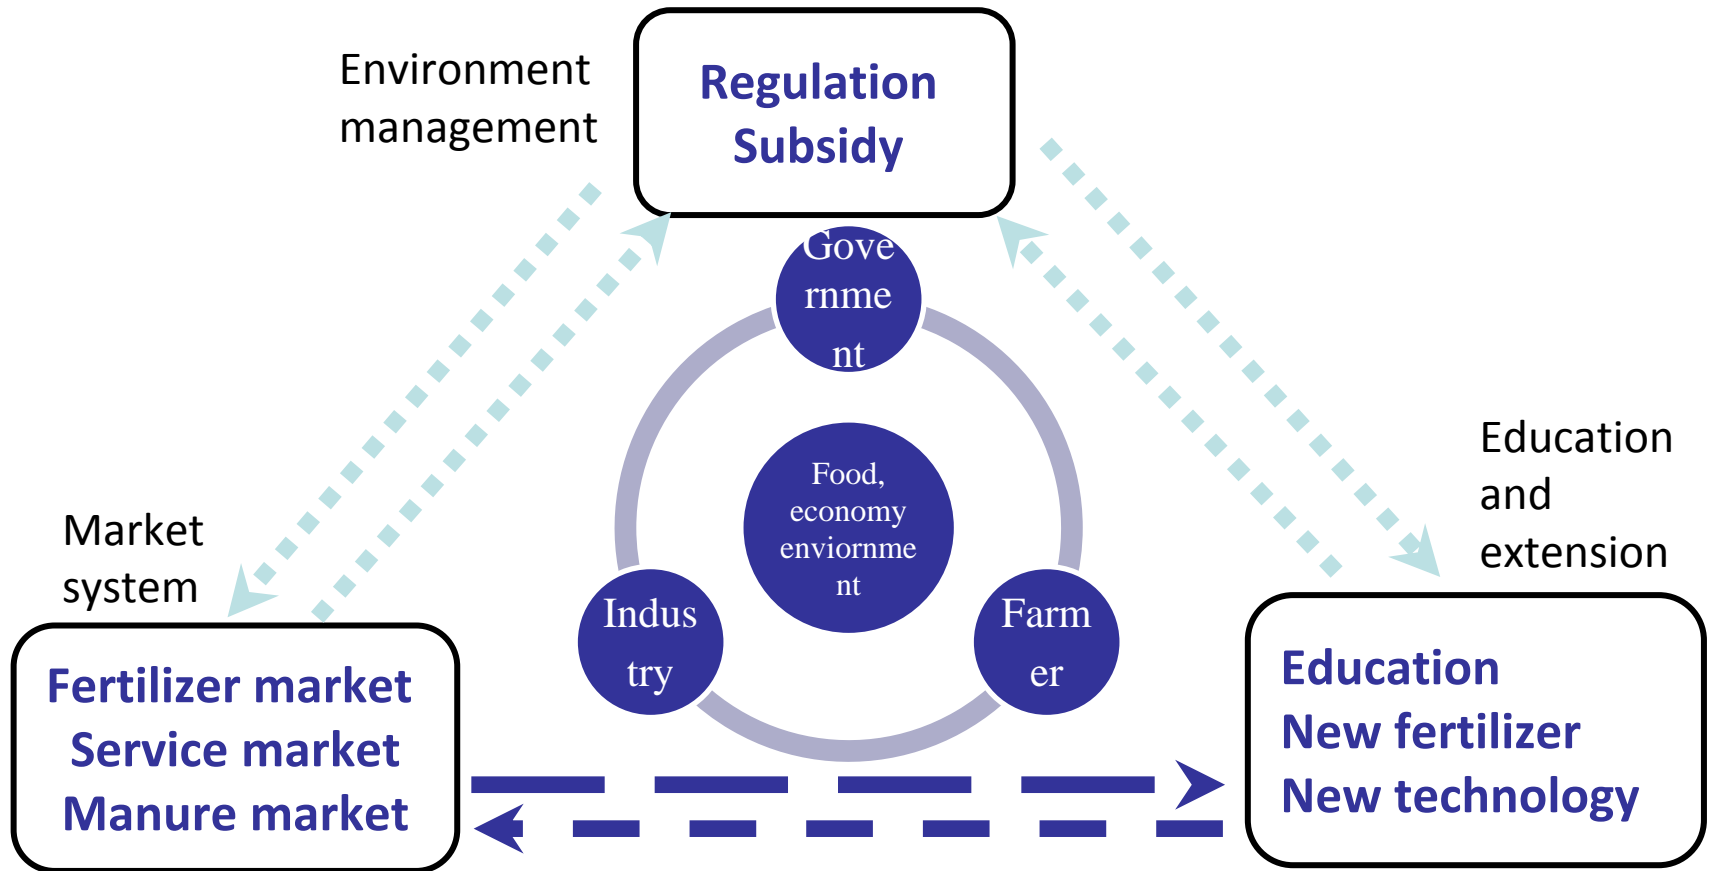 Environment
management
Regulation
Subsidy
Gove
rnme
nt
Food,
economy
enviornme
nt
Indus
try
Farm
er
Market
system
Education
and
extension
Fertilizer market
Service market
Manure market
Education
New fertilizer
New technology